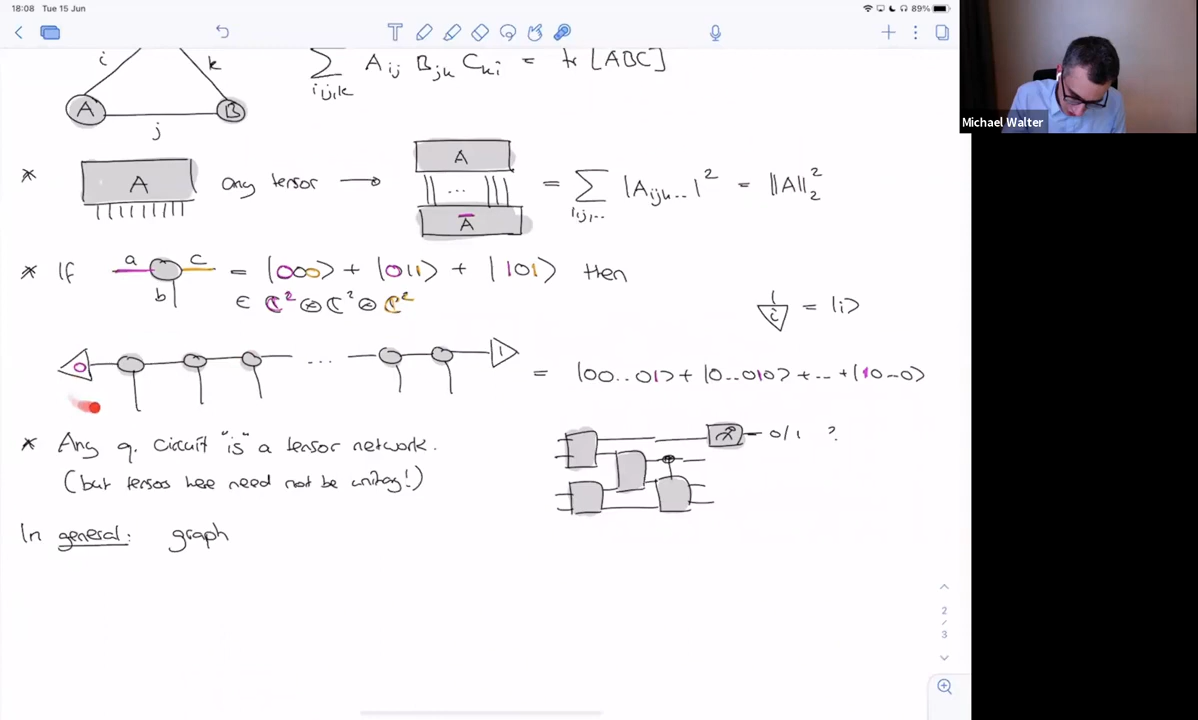 18:08 Tue 15 Jun
89%
Michael Walter
i k
∑ A_ij B_jk C_ki = tr [ABC]
i,j,k
A B
j
* A any tensor → A ... Ā = ∑ |A_ijk..|² = ||A||₂²
i,j,..
* If a c = |000⟩ + |011⟩ + |101⟩ then
b ∈ ℂ² ⊗ ℂ² ⊗ ℂ²
i = |i⟩
0 ... 1 = |00..01⟩ + |0..010⟩ + .. + |10..0⟩
* Any q. circuit "is" a tensor network.
0/1 ?
(but tensors here need not be unitary!)
In general: graph
2
/
3